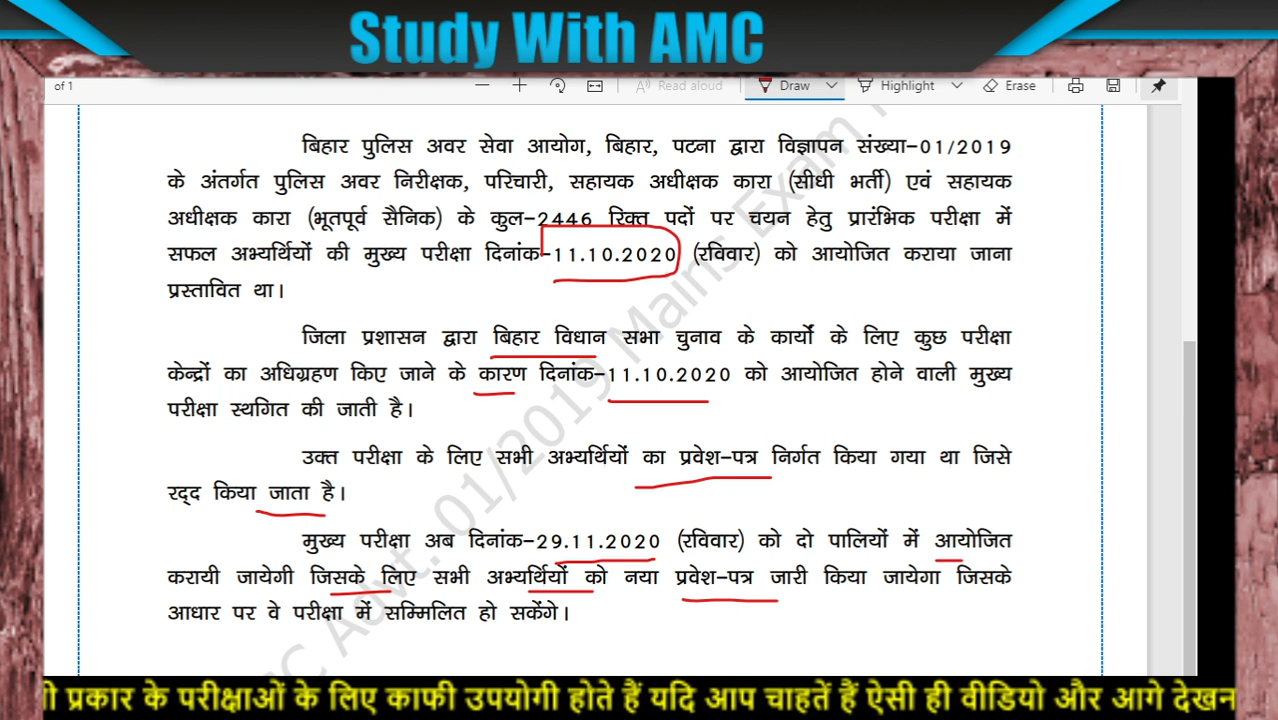 Study With AMC
of 1
Read aloud
Draw
Highlight
Erase
बिहार पुलिस अवर सेवा आयोग, बिहार, पटना द्वारा विज्ञापन संख्या-01/2019
के अंतर्गत पुलिस अवर निरीक्षक, परिचारी, सहायक अधीक्षक कारा (सीधी भर्ती) एवं सहायक
अधीक्षक कारा (भूतपूर्व सैनिक) के कुल-2446 रिक्त पदों पर चयन हेतु प्रारंभिक परीक्षा में
सफल अभ्यर्थियों की मुख्य परीक्षा दिनांक-11.10.2020 (रविवार) को आयोजित कराया जाना
प्रस्तावित था।
जिला प्रशासन द्वारा बिहार विधान सभा चुनाव के कार्यों के लिए कुछ परीक्षा
केन्द्रों का अधिग्रहण किए जाने के कारण दिनांक-11.10.2020 को आयोजित होने वाली मुख्य
परीक्षा स्थगित की जाती है।
उक्त परीक्षा के लिए सभी अभ्यर्थियों का प्रवेश-पत्र निर्गत किया गया था जिसे
रद्द किया जाता है।
मुख्य परीक्षा अब दिनांक-29.11.2020 (रविवार) को दो पालियों में आयोजित
करायी जायेगी जिसके लिए सभी अभ्यर्थियों को नया प्रवेश-पत्र जारी किया जायेगा जिसके
आधार पर वे परीक्षा में सम्मिलित हो सकेंगे।
C Advt. 01/2019 Mains Exam
प्रकार के परीक्षाओं के लिए काफी उपयोगी होते हैं यदि आप चाहतें हैं ऐसी ही वीडियो और आगे देखन